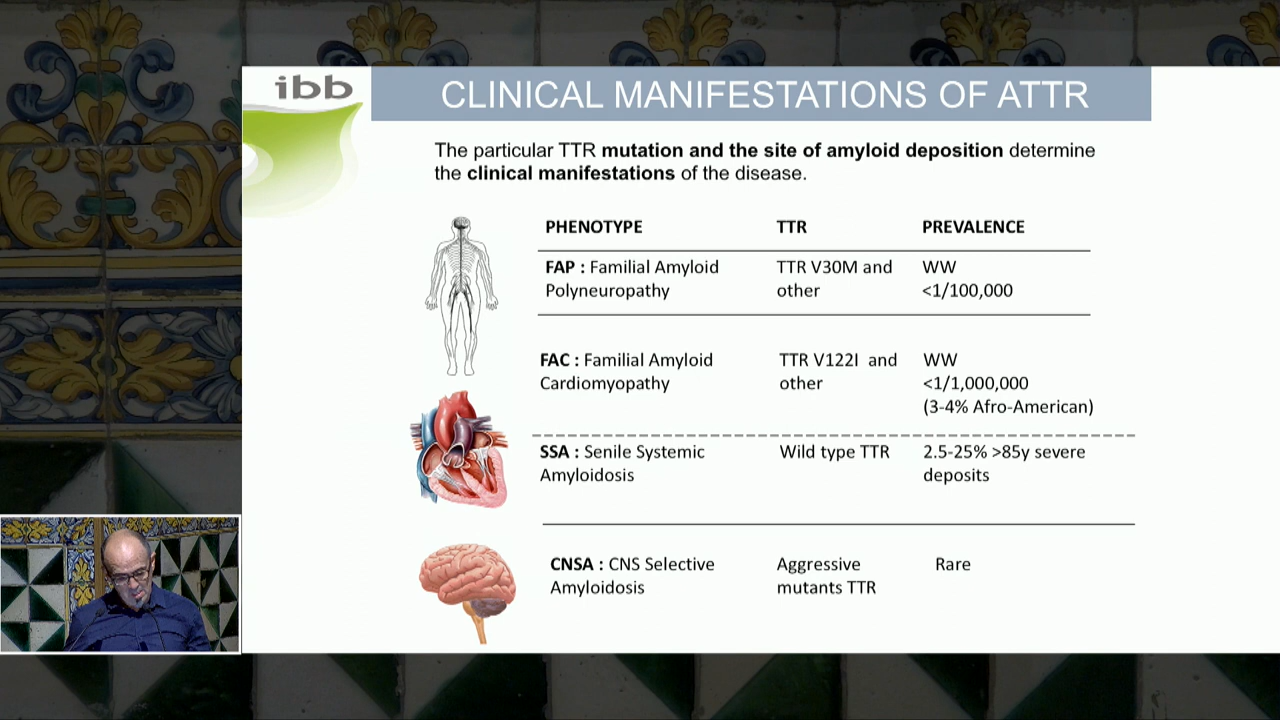 ibb
CLINICAL MANIFESTATIONS OF ATTR
The particular TTR mutation and the site of amyloid deposition determine
the clinical manifestations of the disease.
PHENOTYPE TTR PREVALENCE
FAP : Familial Amyloid TTR V30M and WW
Polyneuropathy other <1/100,000
FAC : Familial Amyloid TTR V122I and WW
Cardiomyopathy other <1/1,000,000
(3-4% Afro-American)
SSA : Senile Systemic Wild type TTR 2.5-25% >85y severe
Amyloidosis deposits
CNSA : CNS Selective Aggressive Rare
Amyloidosis mutants TTR